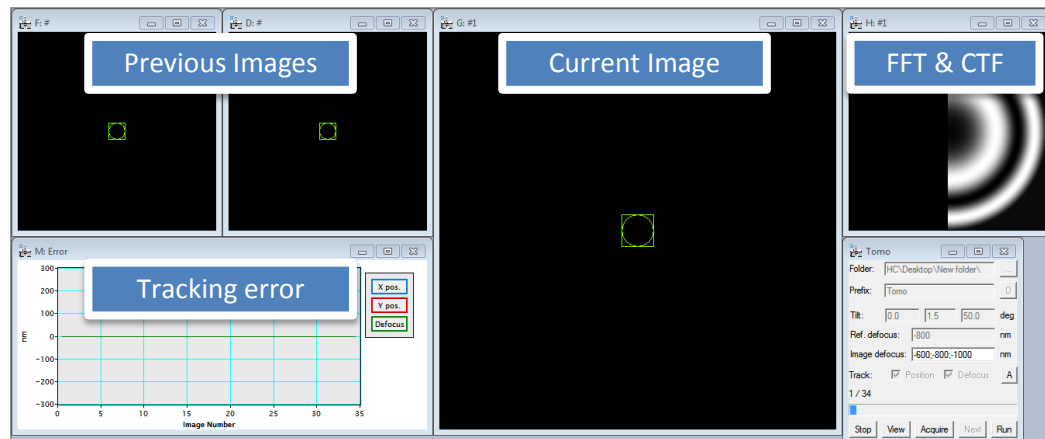 F: #
D: #
G: #1
H: #1
Previous Images
Current Image
FFT & CTF
M: Error
Tracking error
300
200
100
0
-100
-200
-300
nm
0 5 10 15 20 25 30 35
Image Number
X pos.
Y pos.
Defocus
Tomo
Folder: HC\Desktop\New folder\ ...
Prefix: Tomo 0
Tilt: 0.0 1.5 50.0 deg
Ref. defocus: -800 nm
Image defocus: -600;-800;-1000 nm
Track: Position Defocus A
1 / 34
Stop View Acquire Next Run